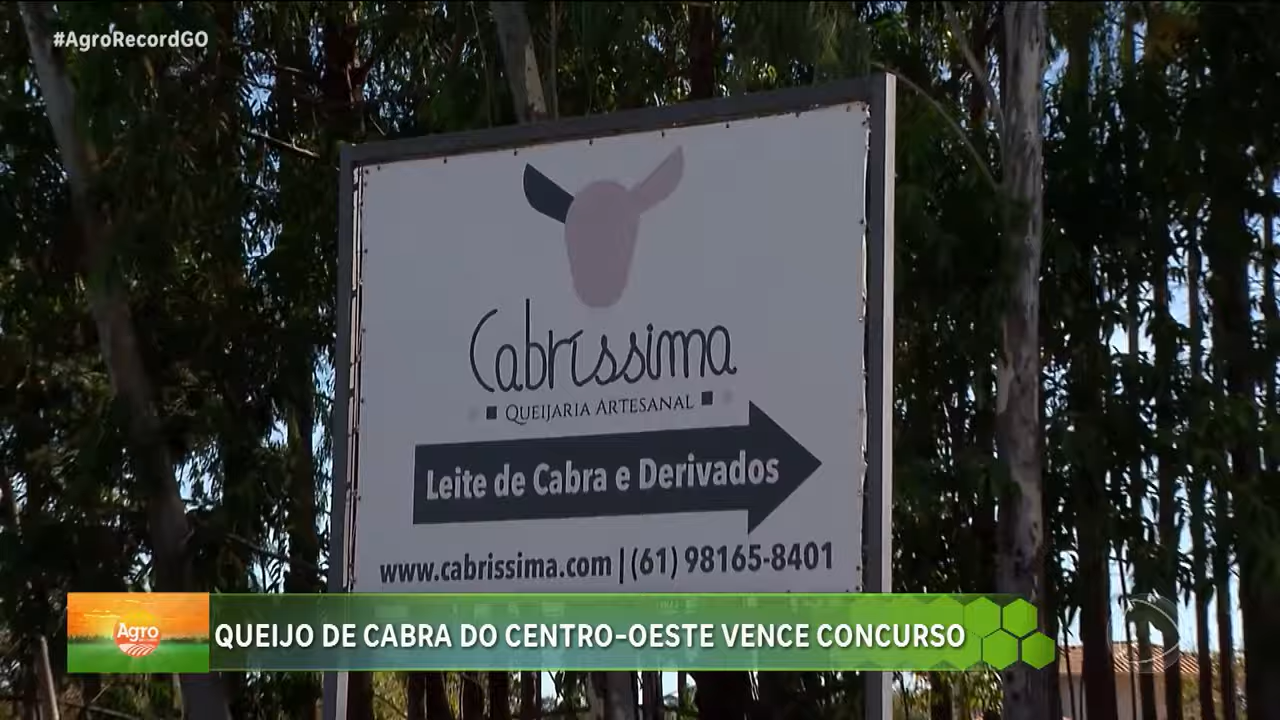 #AgroRecordGO
Cabríssima
QUEIJARIA ARTESANAL
Leite de Cabra e Derivados
www.cabrissima.com | (61) 98165-8401
Agro
QUEIJO DE CABRA DO CENTRO-OESTE VENCE CONCURSO